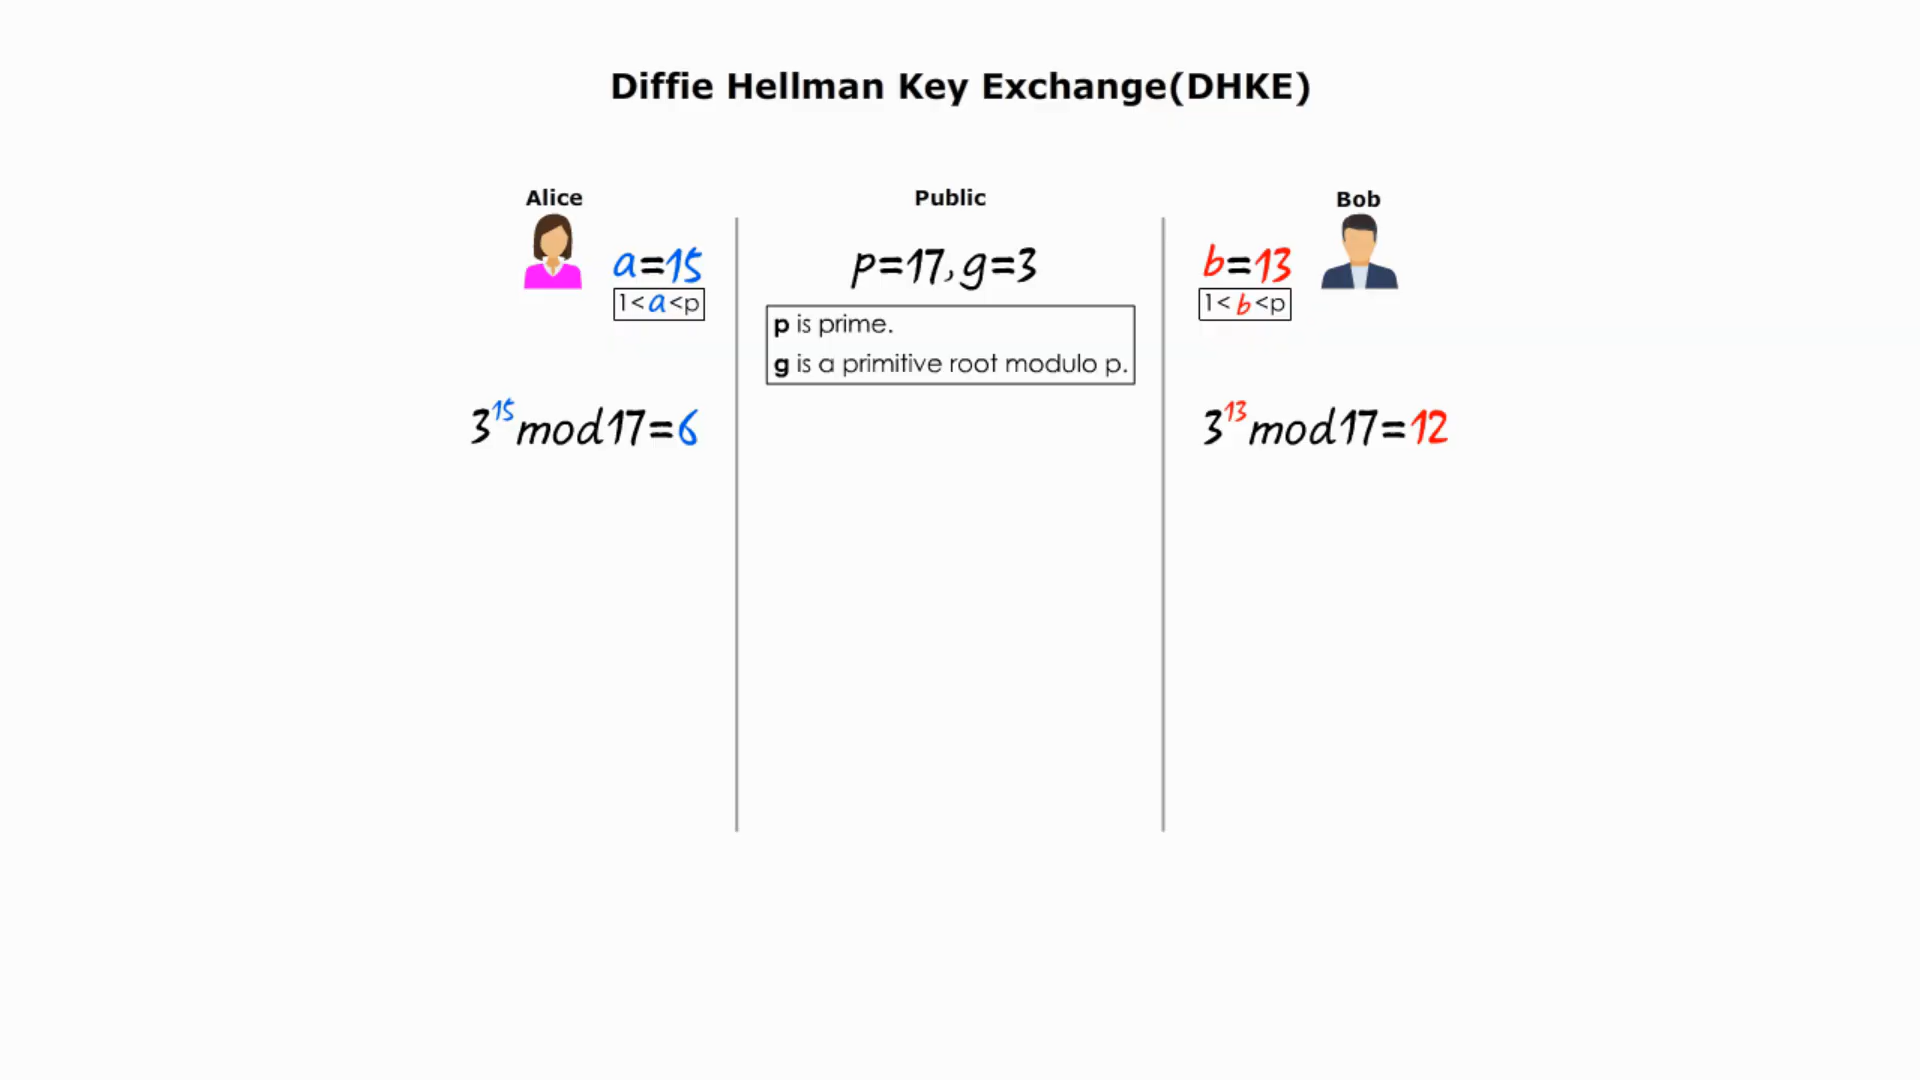 Diffie Hellman Key Exchange(DHKE)
Alice
Public
Bob
a=15
p=17,g=3
b=13
1<a<p
1<b<p
p is prime.
g is a primitive root modulo p.
3^15 mod17=6
3^13 mod17=12